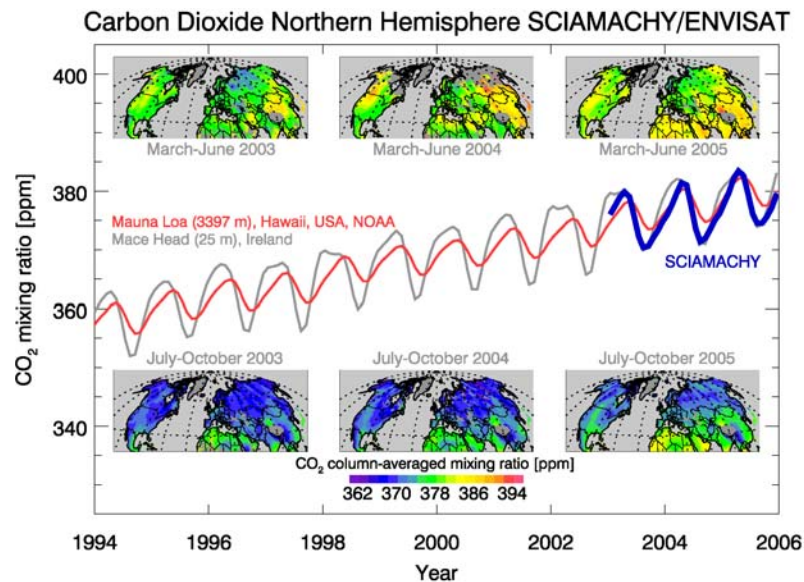 Carbon Dioxide Northern Hemisphere SCIAMACHY/ENVISAT
CO2 mixing ratio [ppm]
400
380
360
340
March-June 2003
March-June 2004
March-June 2005
Mauna Loa (3397 m), Hawaii, USA, NOAA
Mace Head (25 m), Ireland
SCIAMACHY
July-October 2003
July-October 2004
July-October 2005
CO2 column-averaged mixing ratio [ppm]
362 370 378 386 394
1994 1996 1998 2000 2002 2004 2006
Year